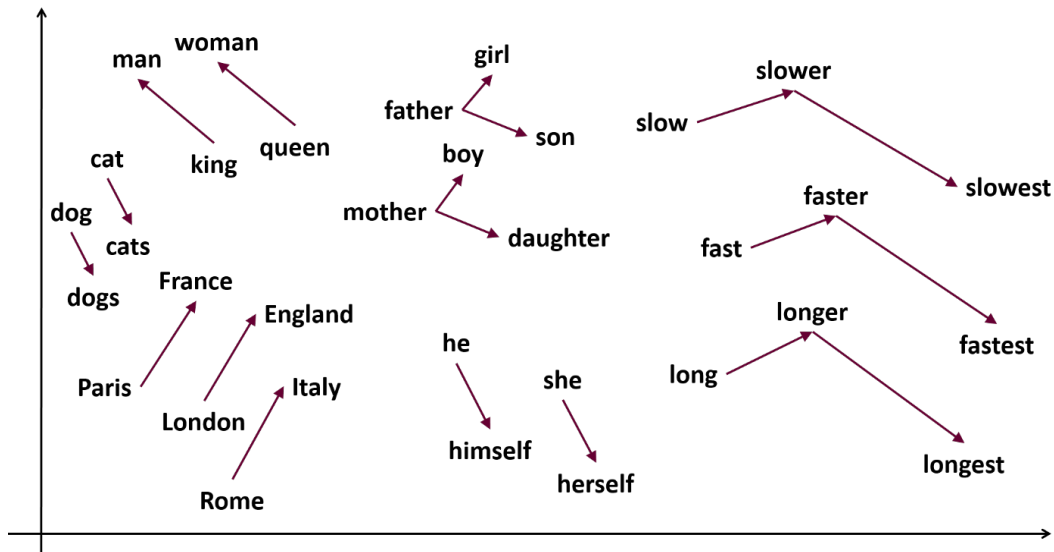 woman
man
girl
slower
father
slow
son
queen
boy
cat
king
slowest
faster
dog
mother
daughter
cats
fast
France
dogs
England
longer
he
fastest
long
she
Paris
Italy
London
himself
longest
herself
Rome